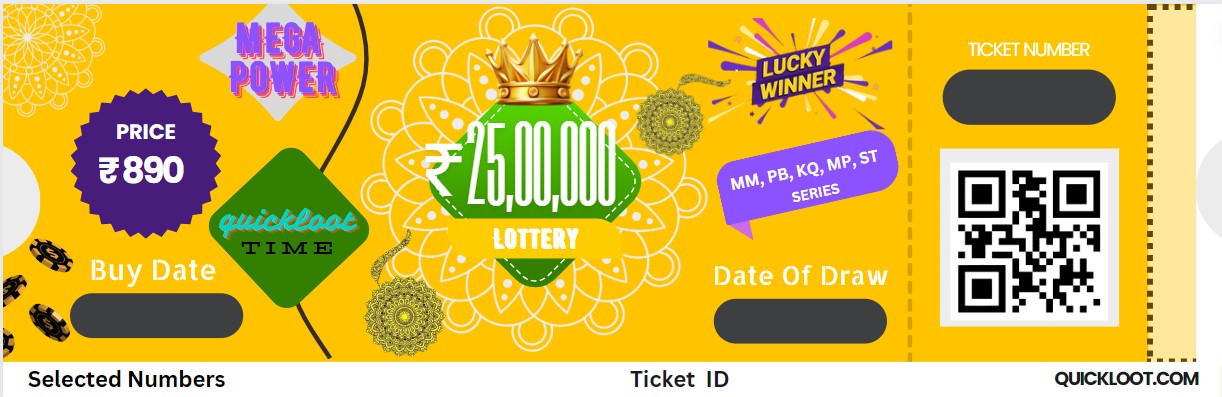 MEGA
POWER
PRICE
₹890
quickloot
TIME
Buy Date
₹25,00,000
LOTTERY
LUCKY
WINNER
MM, PB, KQ, MP, ST
SERIES
Date Of Draw
TICKET NUMBER
Selected Numbers
Ticket ID
QUICKLOOT.COM